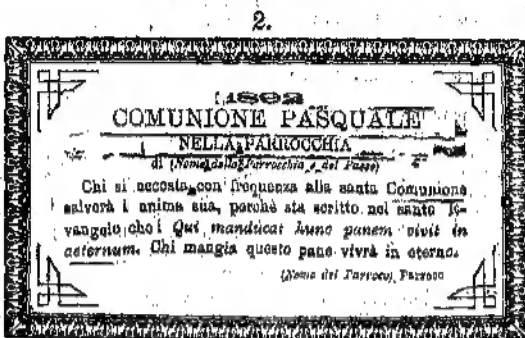 2.
1892
COMUNIONE PASQUALE
NELLA PARROCCHIA
di (Nome della Parrocchia e del Paese)
Chi si accosta con frequenza alla santa Comunione
salverà l anima sua, perchè sta scritto nel santo E-
vangelo che: Qui manducat hunc panem vivit in
aeternum. Chi mangia questo pane vivrà in eterno.
(Nome del Parroco) Parroco